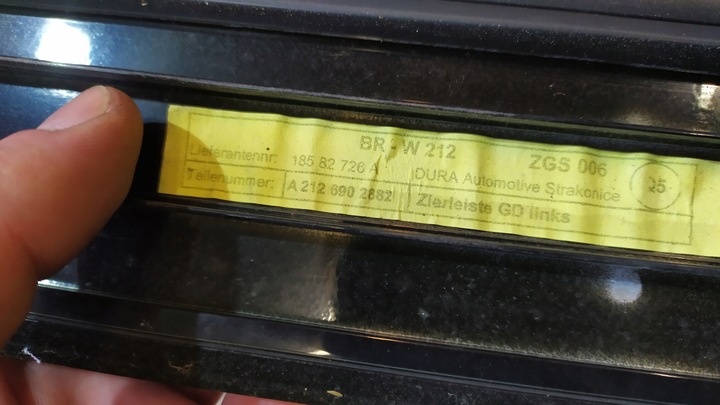 BR - W 212 ZGS 006
Lieferantennr: 185 82 726 A DURA Automotive Strakonice 25
Teilenummer: A 212 690 2882 Zierleiste GD links